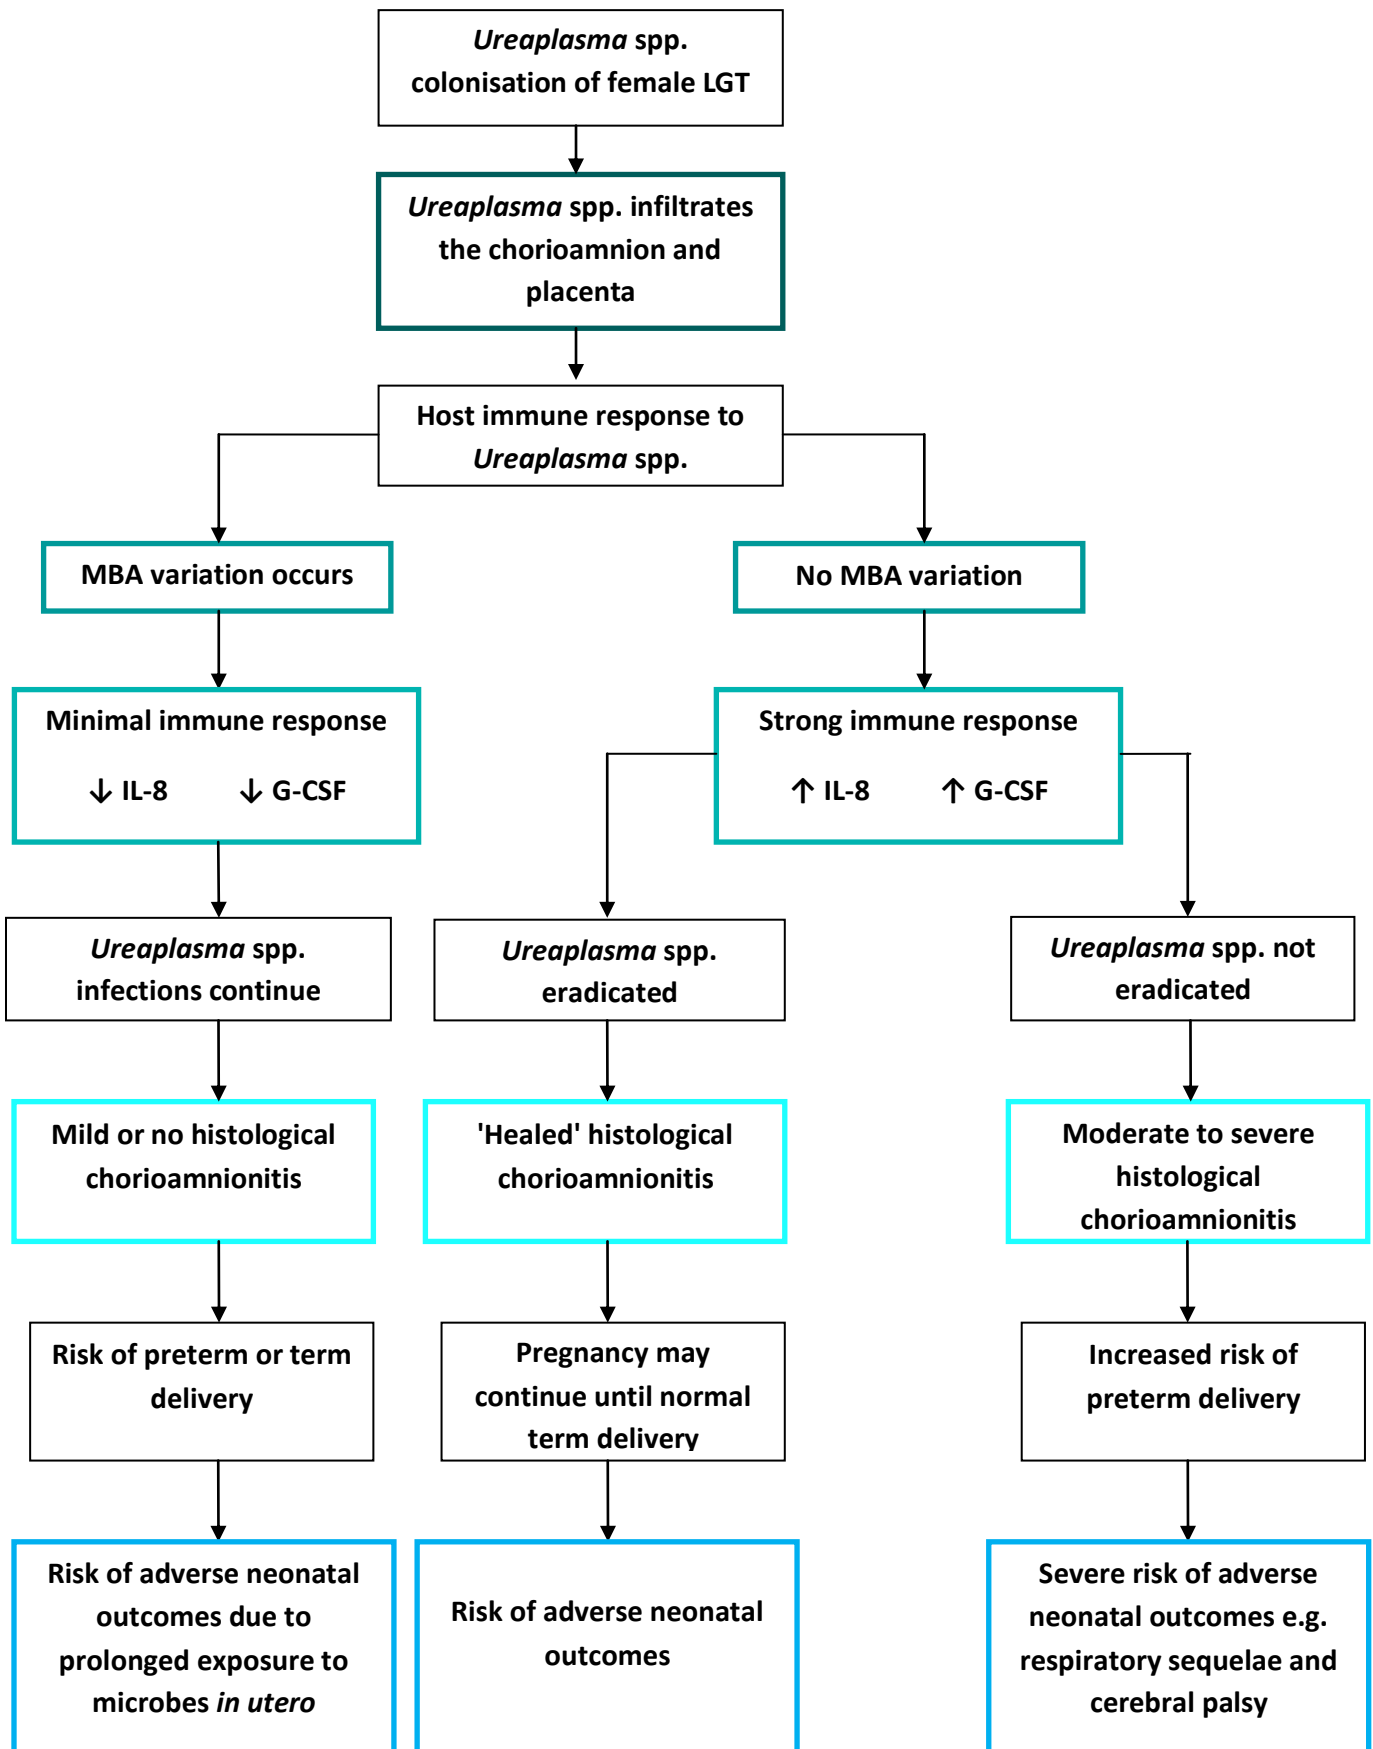 Ureaplasma spp.
colonisation of female LGT
Ureaplasma spp. infiltrates
the chorioamnion and
placenta
Host immune response to
Ureaplasma spp.
MBA variation occurs
No MBA variation
Minimal immune response
↓ IL-8 ↓ G-CSF
Strong immune response
↑ IL-8 ↑ G-CSF
Ureaplasma spp.
infections continue
Ureaplasma spp.
eradicated
Ureaplasma spp. not
eradicated
Mild or no histological
chorioamnionitis
'Healed' histological
chorioamnionitis
Moderate to severe
histological
chorioamnionitis
Risk of preterm or term
delivery
Pregnancy may
continue until normal
term delivery
Increased risk of
preterm delivery
Risk of adverse neonatal
outcomes due to
prolonged exposure to
microbes in utero
Risk of adverse neonatal
outcomes
Severe risk of adverse
neonatal outcomes e.g.
respiratory sequelae and
cerebral palsy